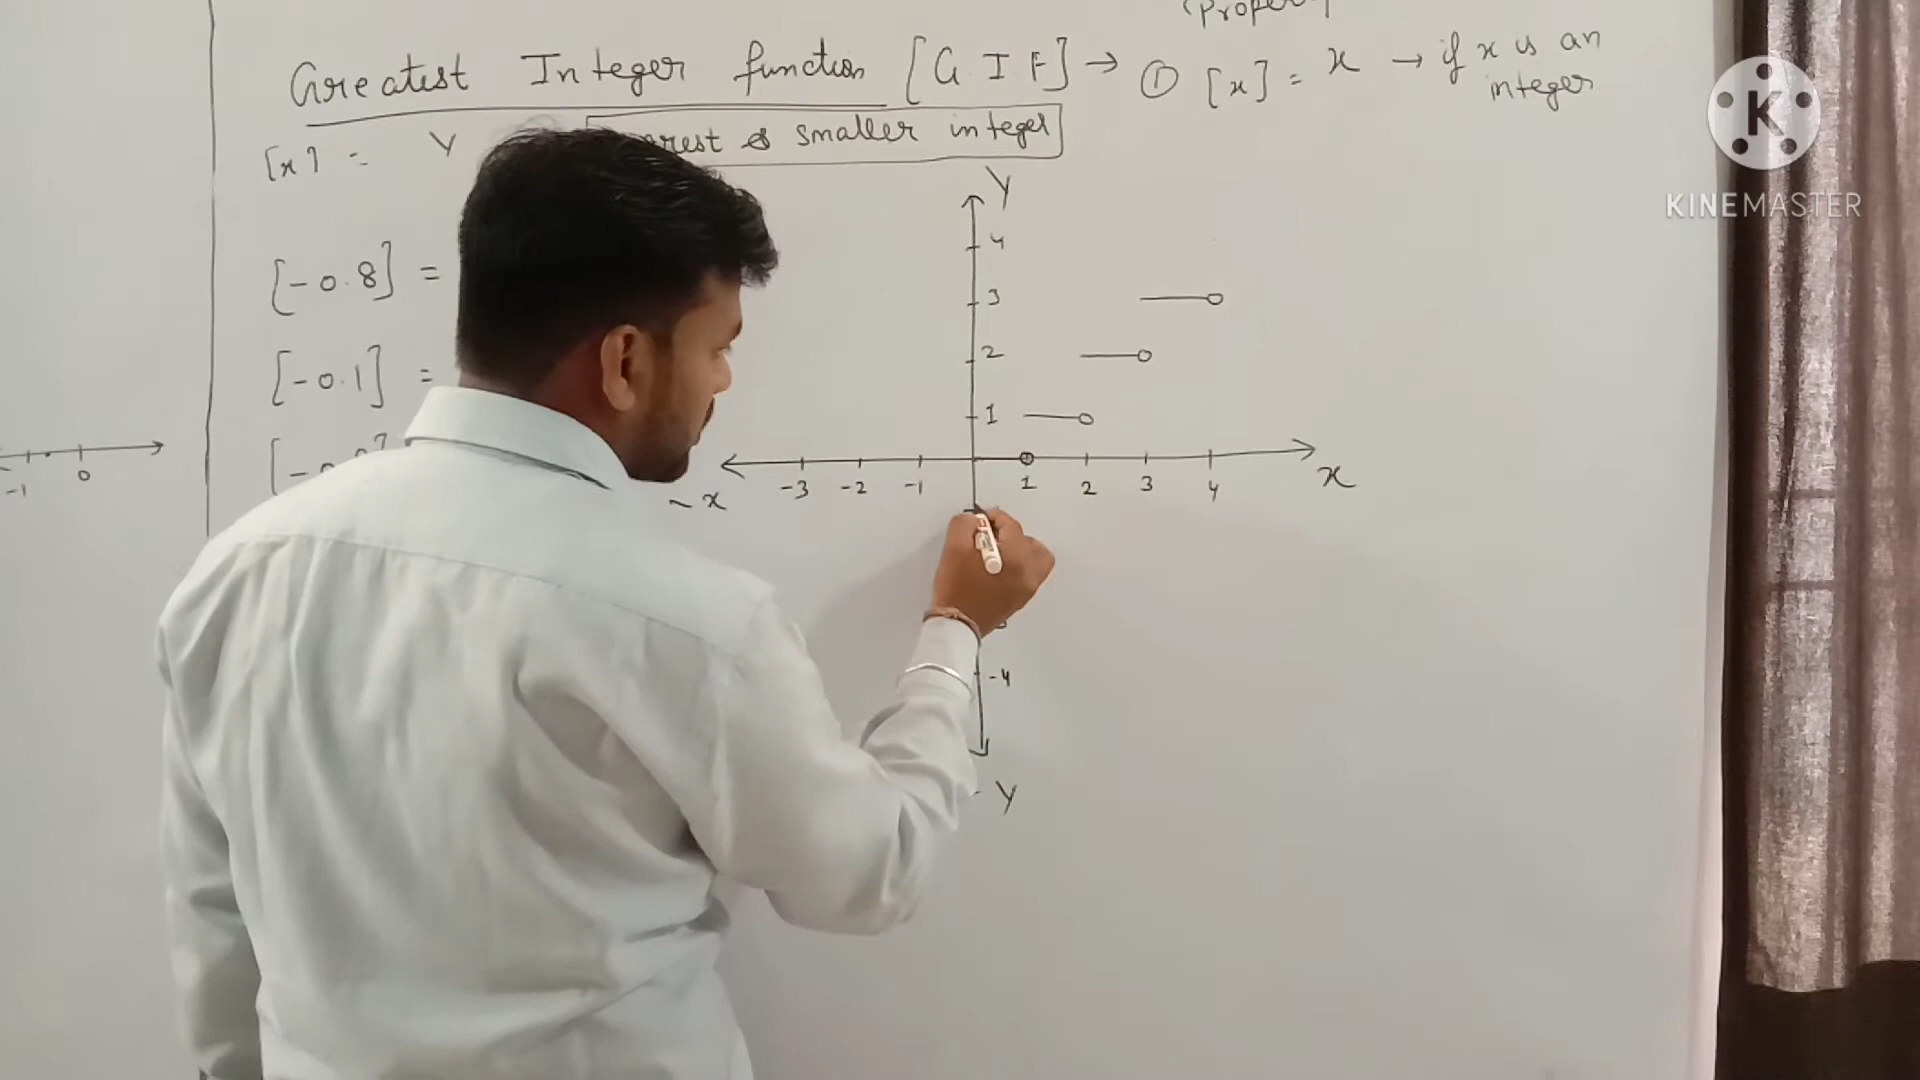 (Property
Greatest Integer function [G I F] → ① [x] = x → if x is an integer
[x] = Y
smaller integer
Y
[-0.8] =
4
3
[-0.1] =
2
1
-1 0
-x -3 -2 -1 1 2 3 4 x
-4
- Y
K
KINEMASTER